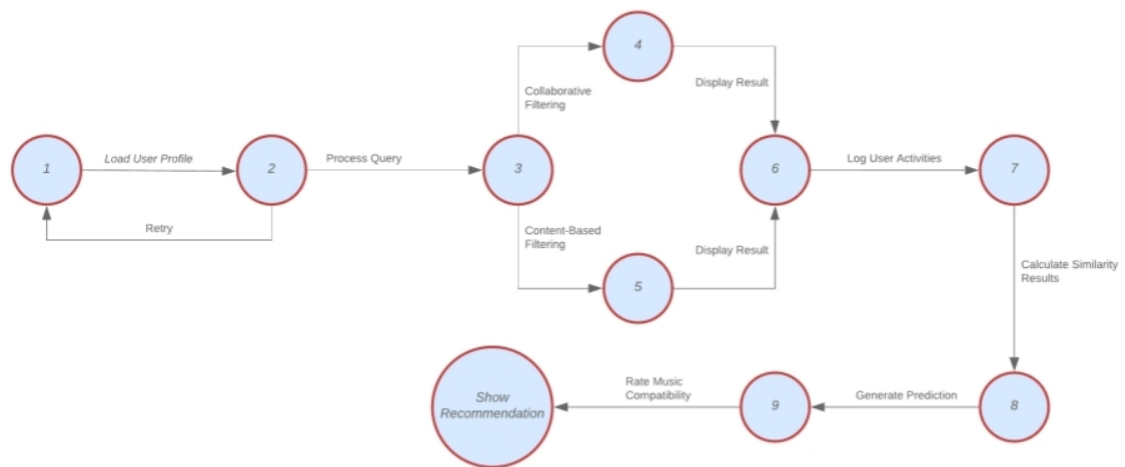 4
Collaborative
Filtering
Display Result
1
Load User Profile
2
Process Query
3
6
Log User Activities
7
Retry
Content-Based
Filtering
Display Result
5
Calculate Similarity
Results
Show
Recommendation
Rate Music
Compatibility
9
Generate Prediction
8